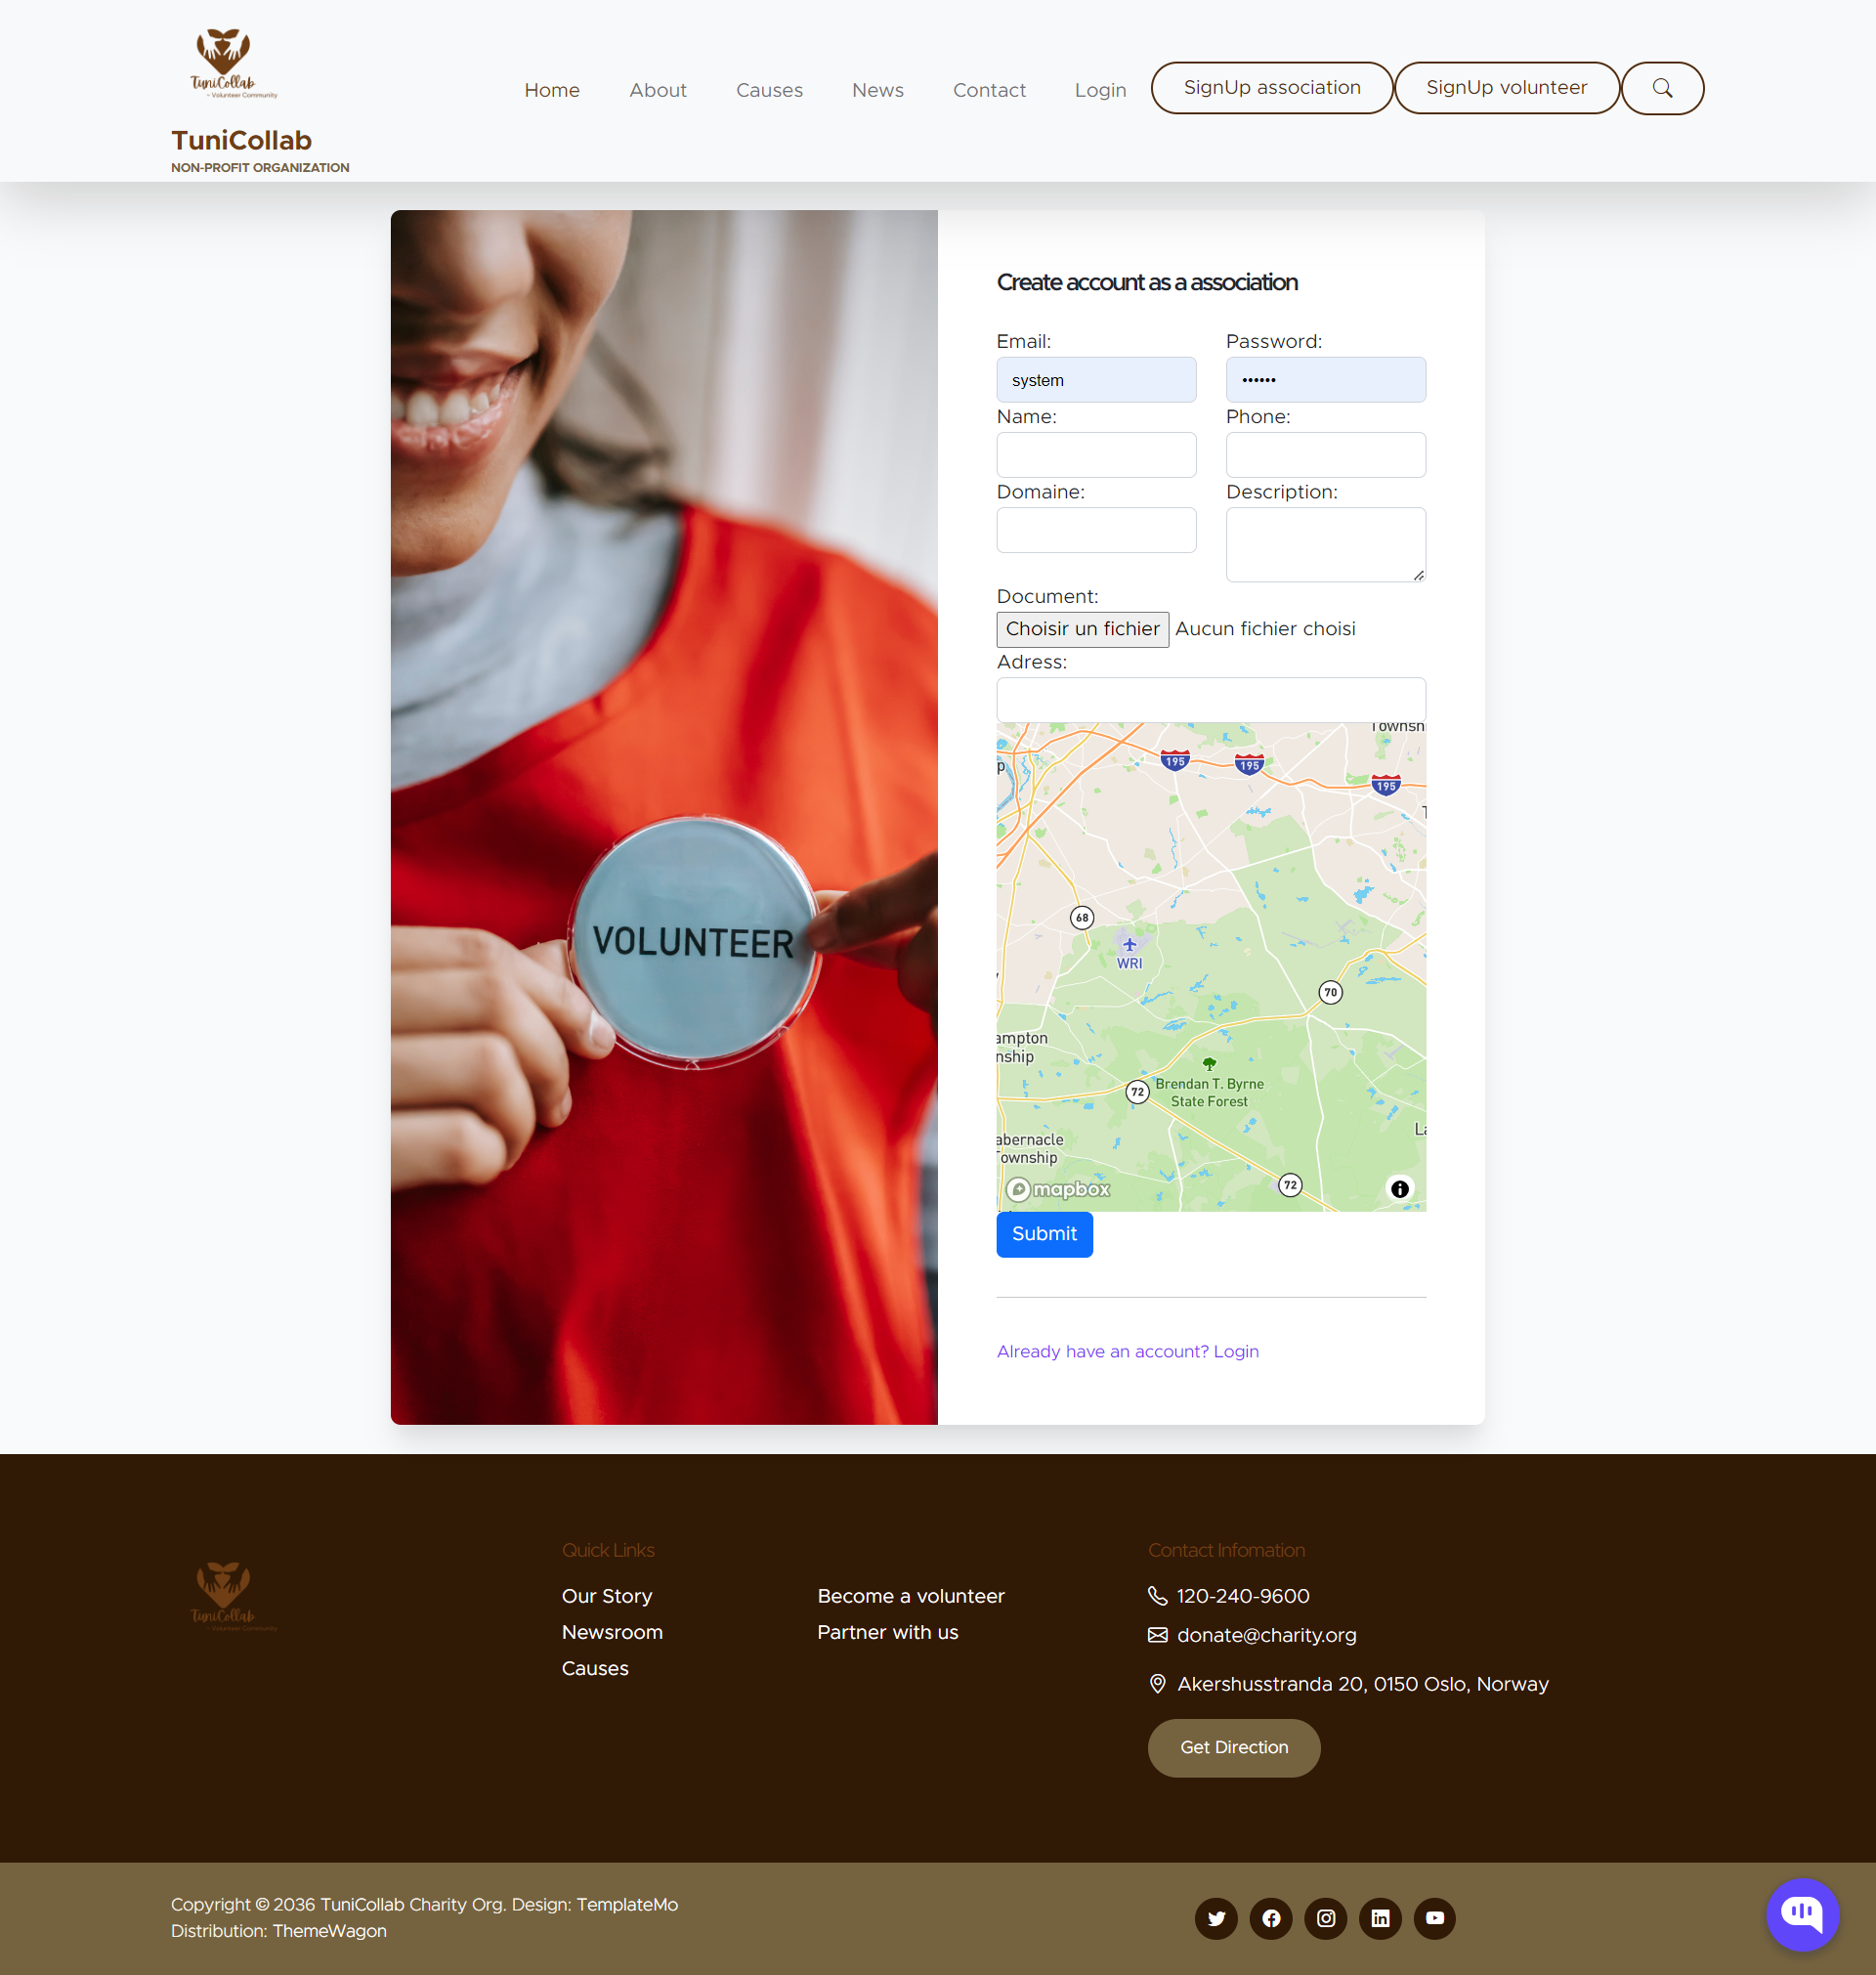 TuniCollab
~ Volunteer Community
TuniCollab
NON-PROFIT ORGANIZATION
Home About Causes News Contact Login SignUp association SignUp volunteer
VOLUNTEER
Create account as a association
Email: Password:
system ••••••
Name: Phone:
Domaine: Description:
Document:
Choisir un fichier Aucun fichier choisi
Adress:
Townsh
p
195 195
195
T
68
WRI
70
ampton
nship
Brendan T. Byrne
State Forest
72
La
abernacle
Township
72
mapbox
Submit
Already have an account? Login
TuniCollab
~ Volunteer Community
Quick Links
Our Story
Newsroom
Causes
Become a volunteer
Partner with us
Contact Infomation
120-240-9600
donate@charity.org
Akershusstranda 20, 0150 Oslo, Norway
Get Direction
Copyright © 2036 TuniCollab Charity Org. Design: TemplateMo
Distribution: ThemeWagon